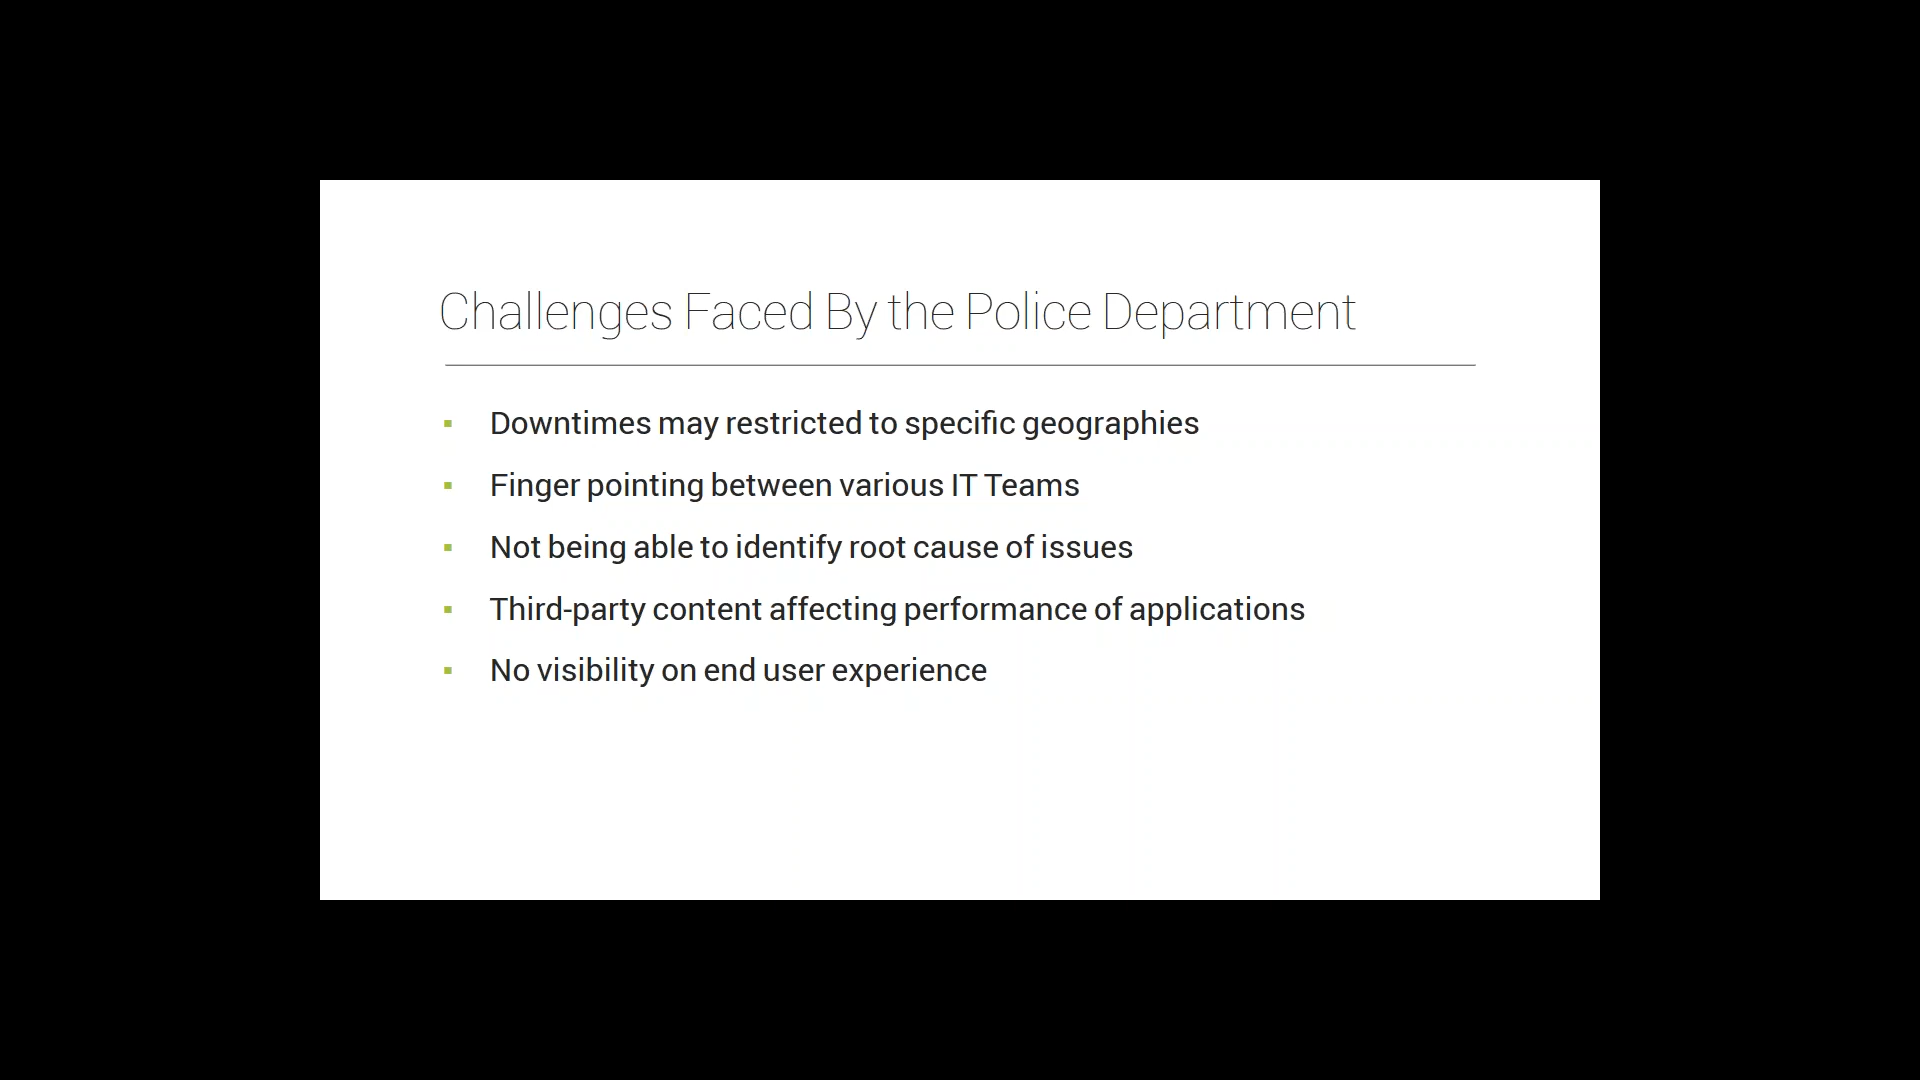 Challenges Faced By the Police Department
▪ Downtimes may restricted to specific geographies
▪ Finger pointing between various IT Teams
▪ Not being able to identify root cause of issues
▪ Third-party content affecting performance of applications
▪ No visibility on end user experience